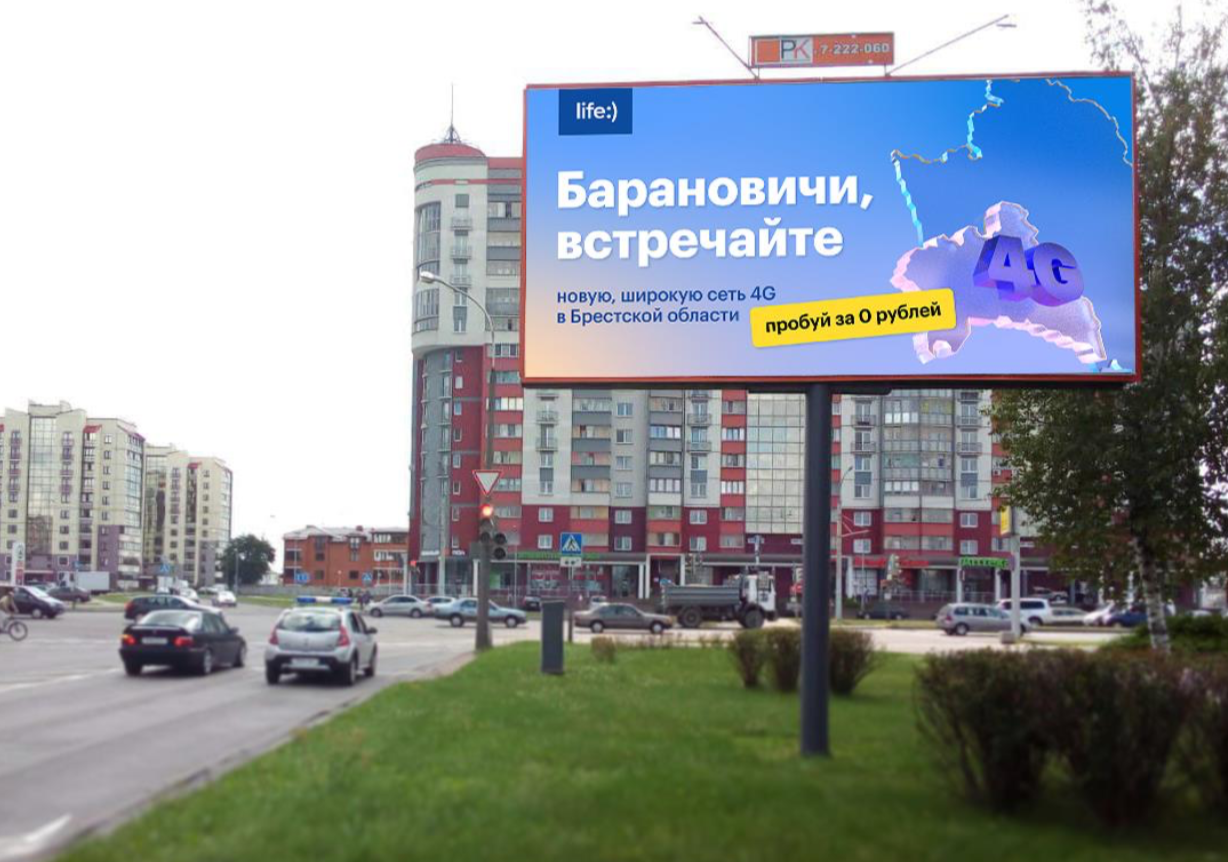 РК 7-222-060
life:)
Барановичи,
встречайте
новую, широкую сеть 4G
в Брестской области
пробуй за 0 рублей
4G